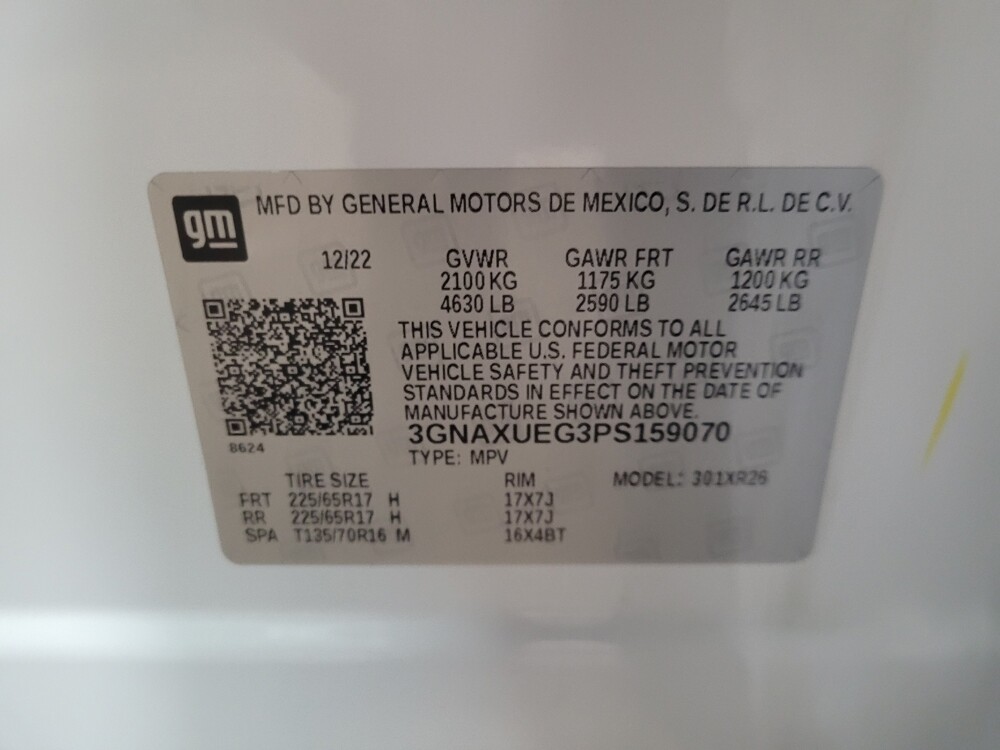 gm MFD BY GENERAL MOTORS DE MEXICO, S. DE R.L. DE C.V.
12/22 GVWR GAWR FRT GAWR RR
2100 KG 1175 KG 1200 KG
4630 LB 2590 LB 2645 LB
THIS VEHICLE CONFORMS TO ALL
APPLICABLE U.S. FEDERAL MOTOR
VEHICLE SAFETY AND THEFT PREVENTION
STANDARDS IN EFFECT ON THE DATE OF
MANUFACTURE SHOWN ABOVE.
3GNAXUEG3PS159070
8624
TYPE: MPV
TIRE SIZE RIM MODEL: 301XR26
FRT 225/65R17 H 17X7J
RR 225/65R17 H 17X7J
SPA T135/70R16 M 16X4BT